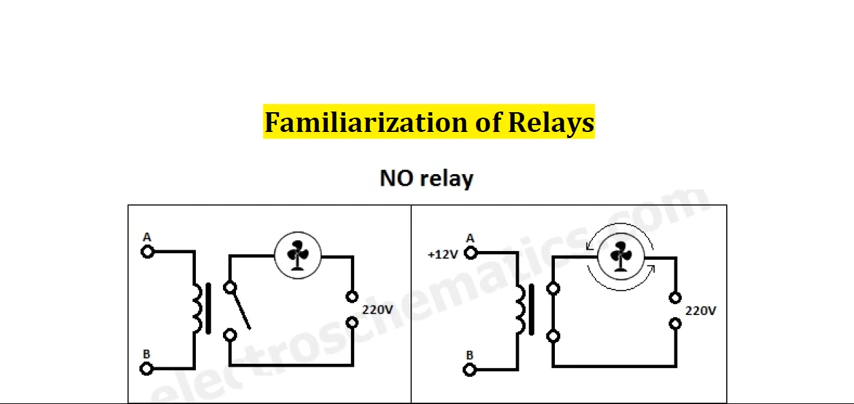 Familiarization of Relays
NO relay
A
B
220V
A
+12V
B
220V
electroschematics.com